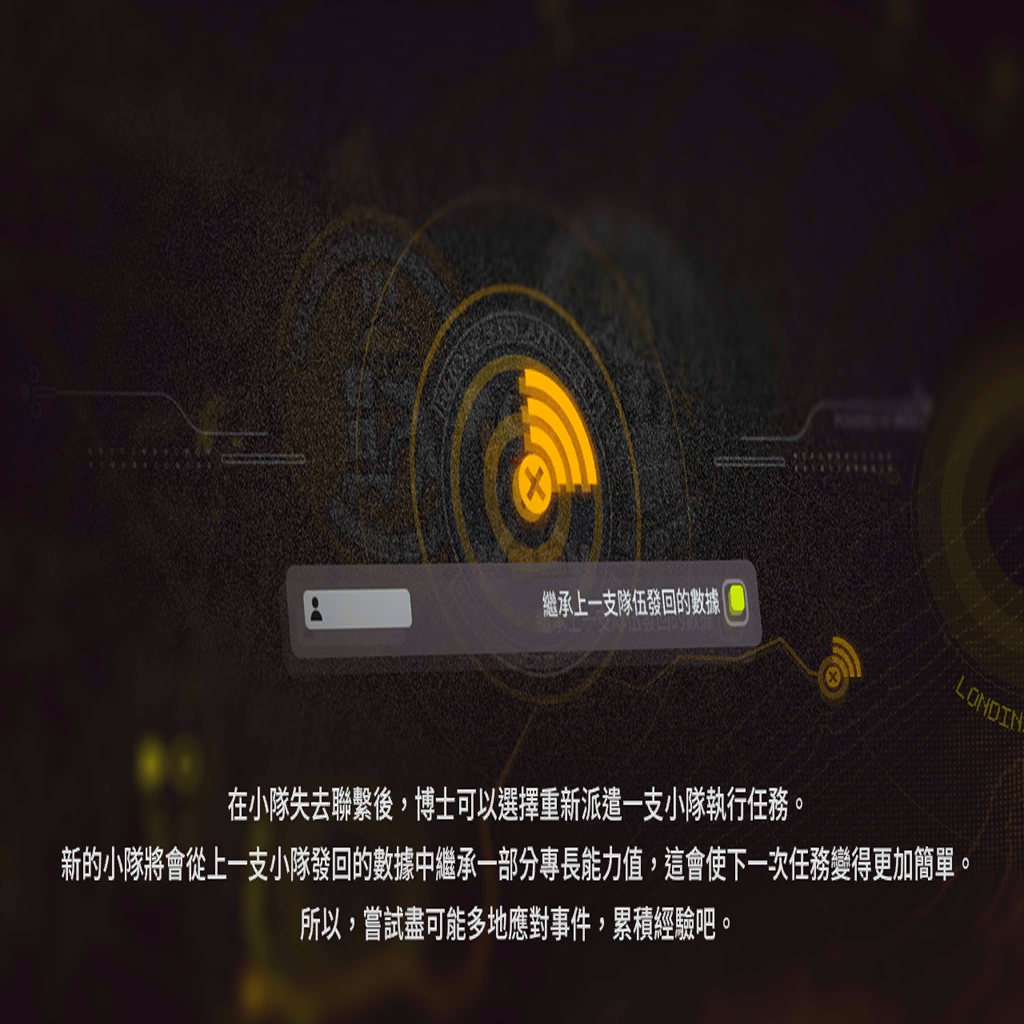 繼承上一支隊伍發回的數據
LONDIN
在小隊失去聯繫後，博士可以選擇重新派遣一支小隊執行任務。
新的小隊將會從上一支小隊發回的數據中繼承一部分專長能力值，這會使下一次任務變得更加簡單。
所以，嘗試盡可能多地應對事件，累積經驗吧。